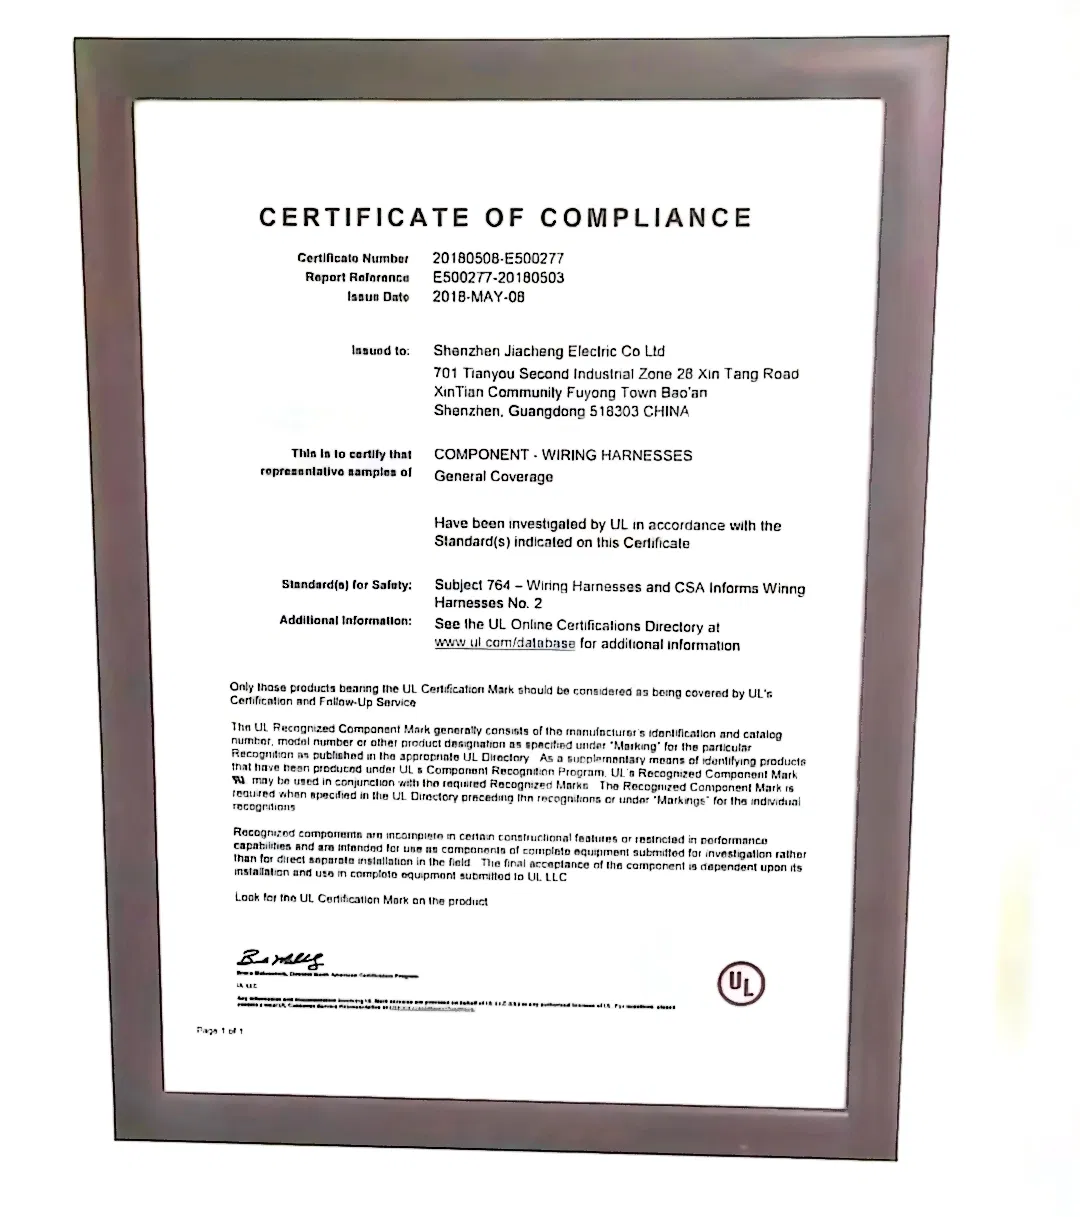 CERTIFICATE OF COMPLIANCE
Certificate Number 20180508-E500277
Report Reference E500277-20180503
Issue Date 2018-MAY-08
Issued to: Shenzhen Jiacheng Electric Co Ltd
701 Tianyou Second Industrial Zone 28 Xin Tang Road
XinTian Community Fuyong Town Bao'an
Shenzhen, Guangdong 518303 CHINA
This is to certify that COMPONENT - WIRING HARNESSES
representative samples of General Coverage
Have been investigated by UL in accordance with the
Standard(s) indicated on this Certificate
Standard(s) for Safety: Subject 764 – Wiring Harnesses and CSA Informs Wiring
Harnesses No. 2
Additional Information: See the UL Online Certifications Directory at
www.ul.com/database for additional information
Only those products bearing the UL Certification Mark should be considered as being covered by UL's
Certification and Follow-Up Service
The UL Recognized Component Mark generally consists of the manufacturer's identification and catalog
number, model number or other product designation as specified under "Marking" for the particular
Recognition as published in the appropriate UL Directory As a supplementary means of identifying products
that have been produced under UL's Component Recognition Program, UL's Recognized Component Mark
may be used in conjunction with the required Recognized Marks The Recognized Component Mark is
required when specified in the UL Directory preceding the recognitions or under "Markings" for the individual
recognitions
Recognized components are incomplete in certain constructional features or restricted in performance
capabilities and are intended for use as components of complete equipment submitted for investigation rather
than for direct separate installation in the field The final acceptance of the component is dependent upon its
installation and use in complete equipment submitted to UL LLC
Look for the UL Certification Mark on the product
North American Certification Program
UL LLC
UL
Page 1 of 1